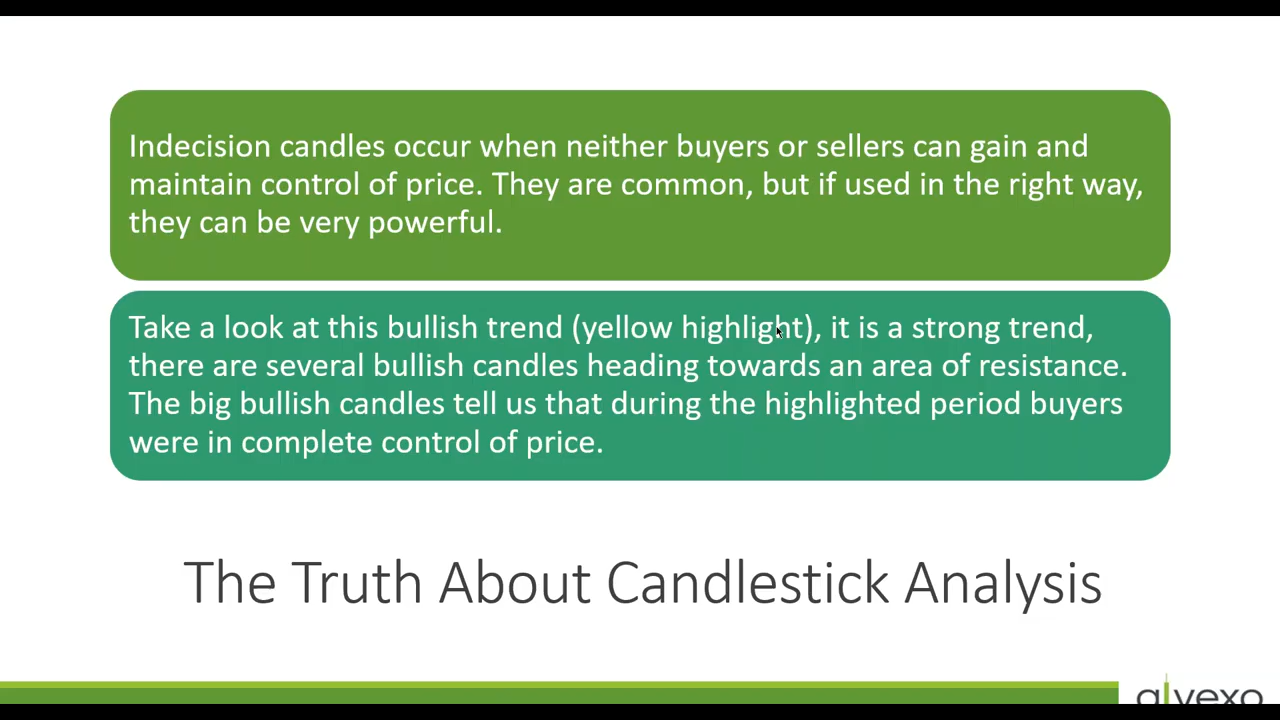 Indecision candles occur when neither buyers or sellers can gain and
maintain control of price. They are common, but if used in the right way,
they can be very powerful.
Take a look at this bullish trend (yellow highlight), it is a strong trend,
there are several bullish candles heading towards an area of resistance.
The big bullish candles tell us that during the highlighted period buyers
were in complete control of price.
The Truth About Candlestick Analysis
alvexo